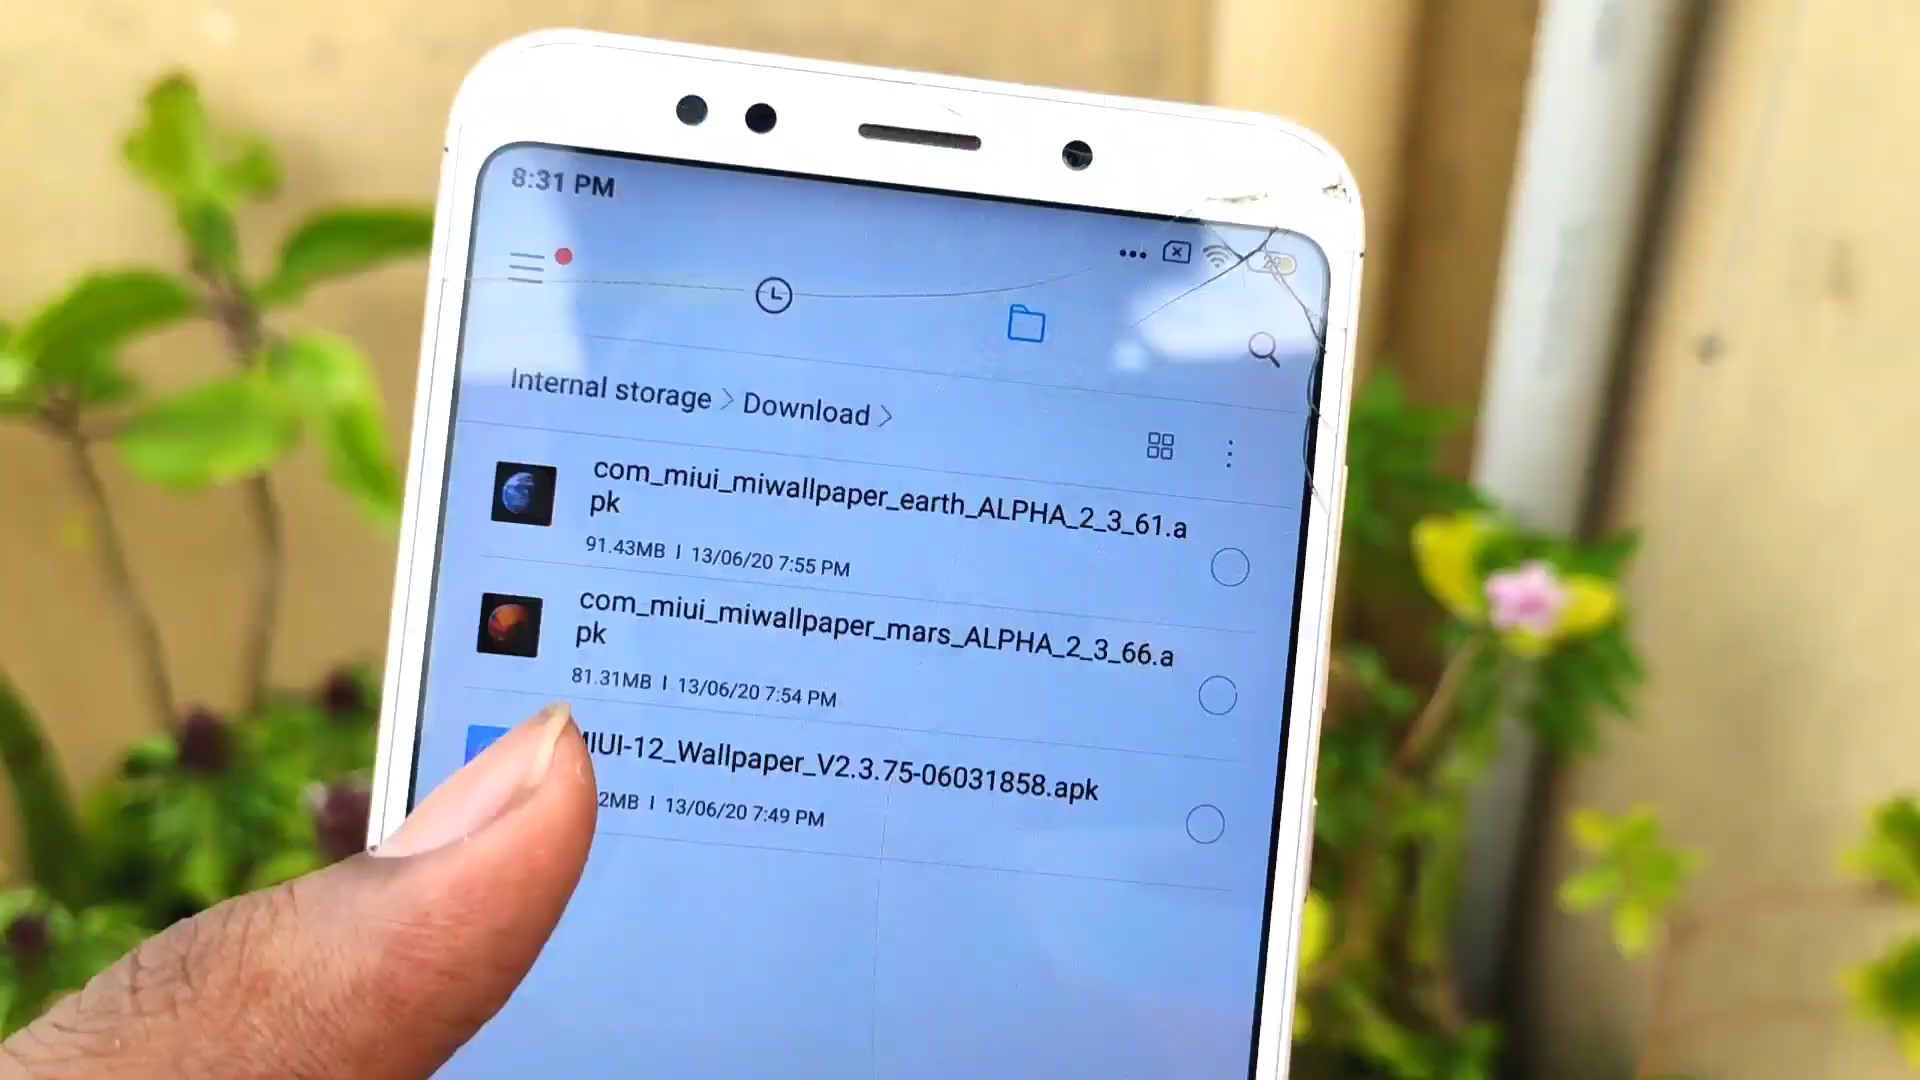 8:31 PM
Internal storage > Download >
com_miui_miwallpaper_earth_ALPHA_2_3_61.a
pk
91.43MB | 13/06/20 7:55 PM
com_miui_miwallpaper_mars_ALPHA_2_3_66.a
pk
81.31MB | 13/06/20 7:54 PM
MIUI-12_Wallpaper_V2.3.75-06031858.apk
2MB | 13/06/20 7:49 PM